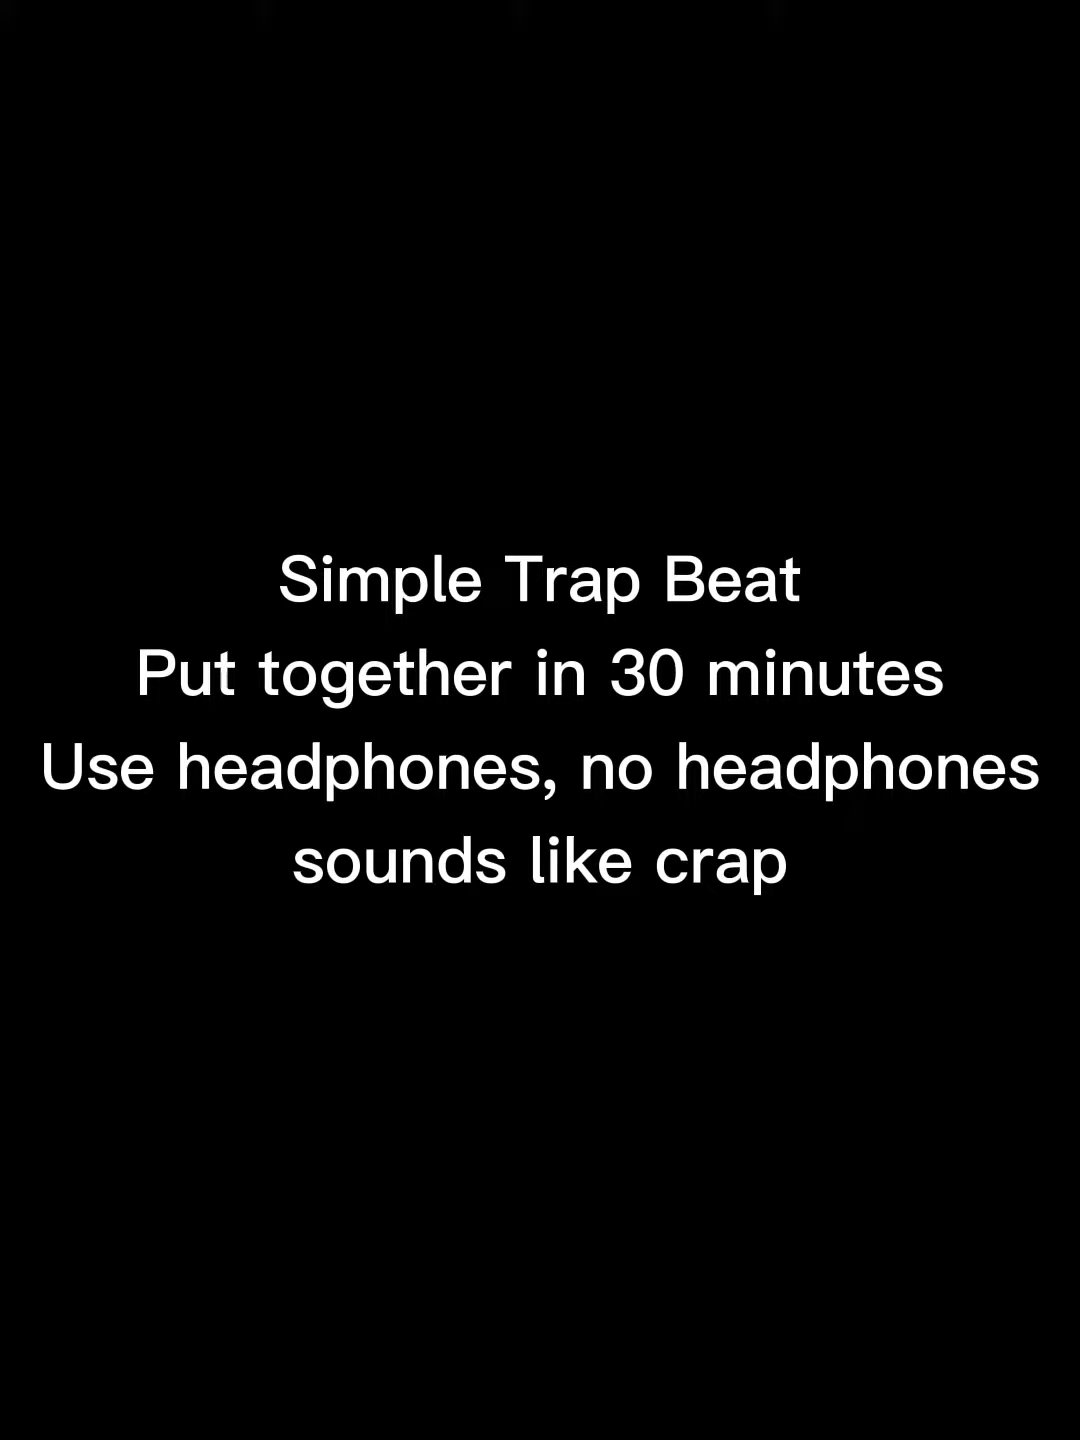 Simple Trap Beat
Put together in 30 minutes
Use headphones, no headphones
sounds like crap